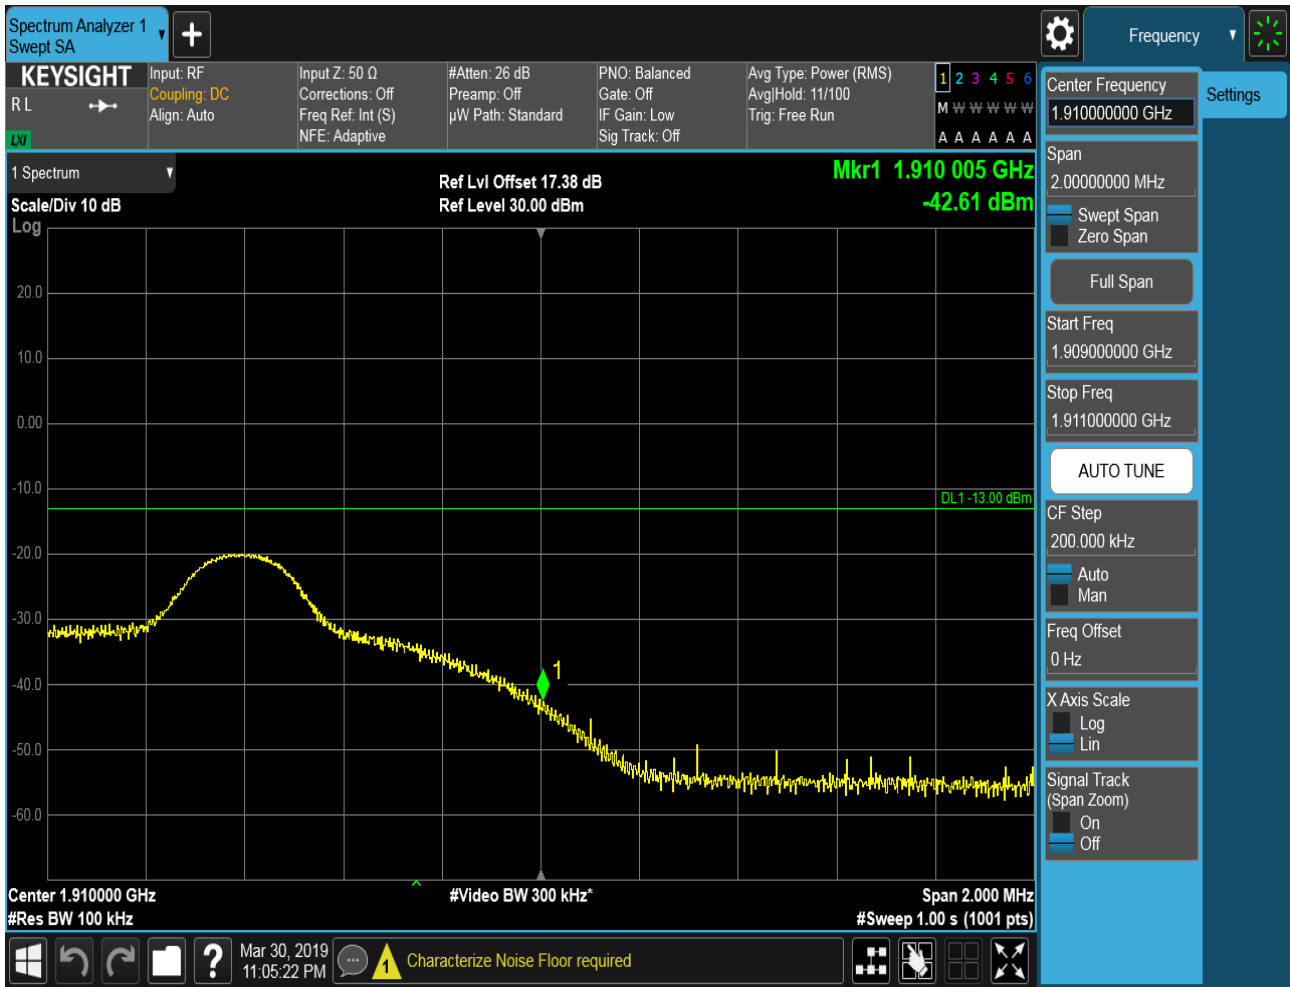 Spectrum Analyzer 1
Swept SA
Frequency
KEYSIGHT
R L
LXI
Input: RF
Coupling: DC
Align: Auto
Input Z: 50 Ω
Corrections: Off
Freq Ref: Int (S)
NFE: Adaptive
#Atten: 26 dB
Preamp: Off
µW Path: Standard
PNO: Balanced
Gate: Off
IF Gain: Low
Sig Track: Off
Avg Type: Power (RMS)
Avg|Hold: 11/100
Trig: Free Run
1 2 3 4 5 6
M W W W W W
A A A A A A
1 Spectrum
Scale/Div 10 dB
Log
Ref Lvl Offset 17.38 dB
Ref Level 30.00 dBm
Mkr1 1.910 005 GHz
-42.61 dBm
20.0
10.0
0.00
-10.0
-20.0
-30.0
-40.0
-50.0
-60.0
DL1 -13.00 dBm
1
Center 1.910000 GHz
#Res BW 100 kHz
#Video BW 300 kHz*
Span 2.000 MHz
#Sweep 1.00 s (1001 pts)
Center Frequency
1.910000000 GHz
Settings
Span
2.00000000 MHz
Swept Span
Zero Span
Full Span
Start Freq
1.909000000 GHz
Stop Freq
1.911000000 GHz
AUTO TUNE
CF Step
200.000 kHz
Auto
Man
Freq Offset
0 Hz
X Axis Scale
Log
Lin
Signal Track
(Span Zoom)
On
Off
?
Mar 30, 2019
11:05:22 PM
1
Characterize Noise Floor required